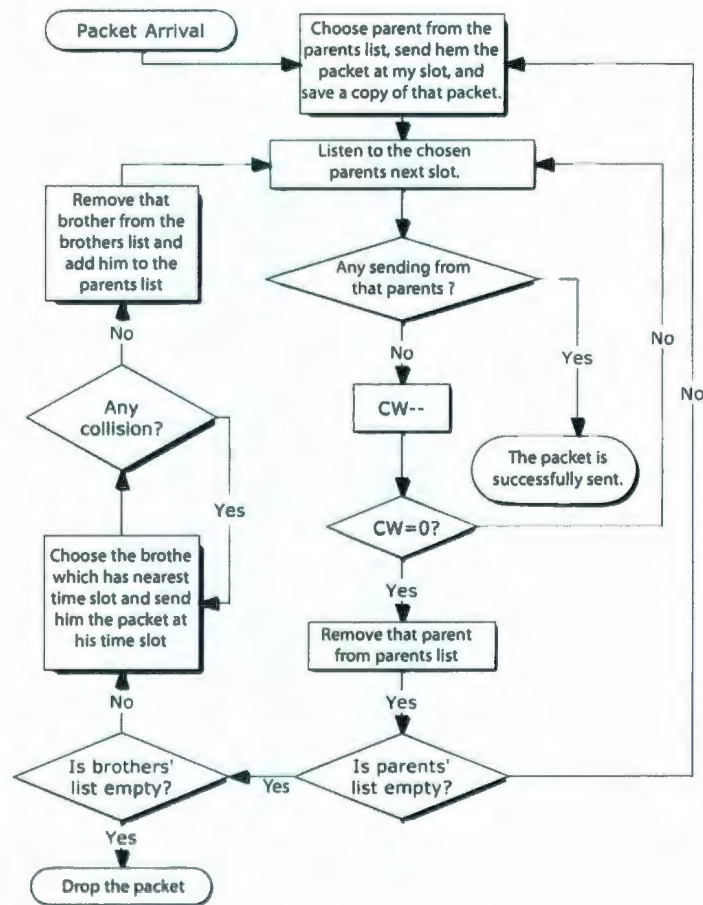 Packet Arrival
Choose parent from the
parents list, send hem the
packet at my slot, and
save a copy of that packet.
Listen to the chosen
parents next slot.
Remove that
brother from the
brothers list and
add him to the
parents list
Any sending from
that parents ?
No
No
Yes
No
No
CW--
Any
collision?
The packet is
successfully sent.
Yes
CW=0?
Choose the brothe
which has nearest
time slot and send
him the packet at
his time slot
Yes
Remove that parent
from parents list
No
Yes
Is brothers'
list empty?
Yes
Is parents'
list empty?
Yes
Drop the packet